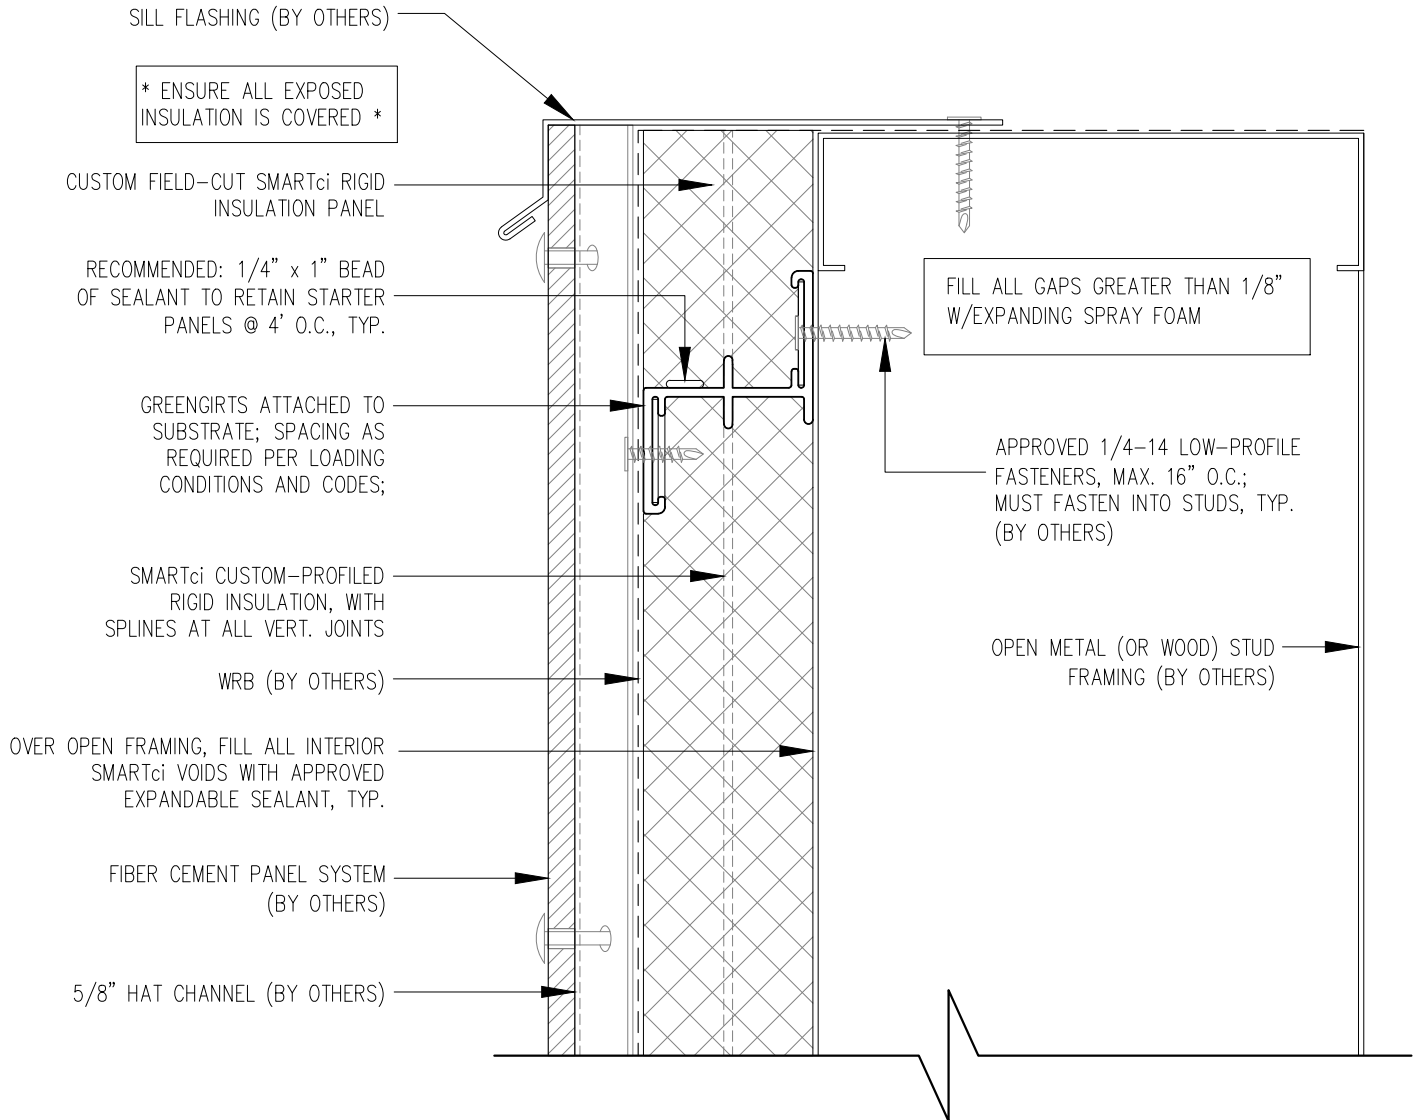 SILL FLASHING (BY OTHERS)
* ENSURE ALL EXPOSED
INSULATION IS COVERED *
CUSTOM FIELD-CUT SMARTci RIGID
INSULATION PANEL
RECOMMENDED: 1/4" x 1" BEAD
OF SEALANT TO RETAIN STARTER
PANELS @ 4' O.C., TYP.
GREENGIRTS ATTACHED TO
SUBSTRATE; SPACING AS
REQUIRED PER LOADING
CONDITIONS AND CODES;
SMARTci CUSTOM-PROFILED
RIGID INSULATION, WITH
SPLINES AT ALL VERT. JOINTS
WRB (BY OTHERS)
OVER OPEN FRAMING, FILL ALL INTERIOR
SMARTci VOIDS WITH APPROVED
EXPANDABLE SEALANT, TYP.
FIBER CEMENT PANEL SYSTEM
(BY OTHERS)
5/8" HAT CHANNEL (BY OTHERS)
FILL ALL GAPS GREATER THAN 1/8"
W/EXPANDING SPRAY FOAM
APPROVED 1/4-14 LOW-PROFILE
FASTENERS, MAX. 16" O.C.;
MUST FASTEN INTO STUDS, TYP.
(BY OTHERS)
OPEN METAL (OR WOOD) STUD
FRAMING (BY OTHERS)